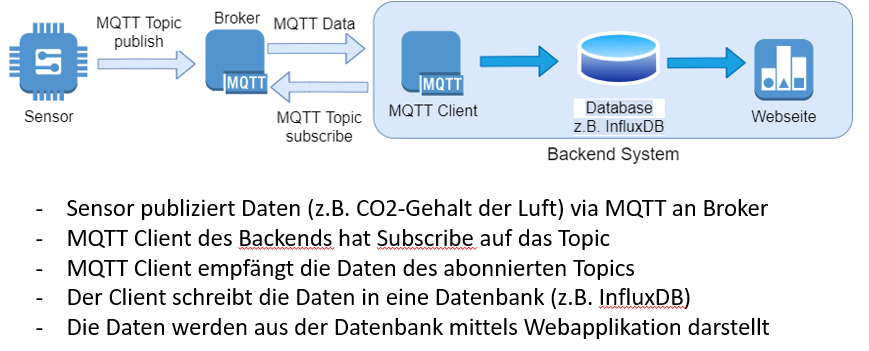 MQTT Topic
publish
Broker
MQTT Data
MQTT
MQTT
Sensor
MQTT Topic
subscribe
MQTT Client
Database
z.B. InfluxDB
Webseite
Backend System
- Sensor publiziert Daten (z.B. CO2-Gehalt der Luft) via MQTT an Broker
- MQTT Client des Backends hat Subscribe auf das Topic
- MQTT Client empfängt die Daten des abonnierten Topics
- Der Client schreibt die Daten in eine Datenbank (z.B. InfluxDB)
- Die Daten werden aus der Datenbank mittels Webapplikation darstellt